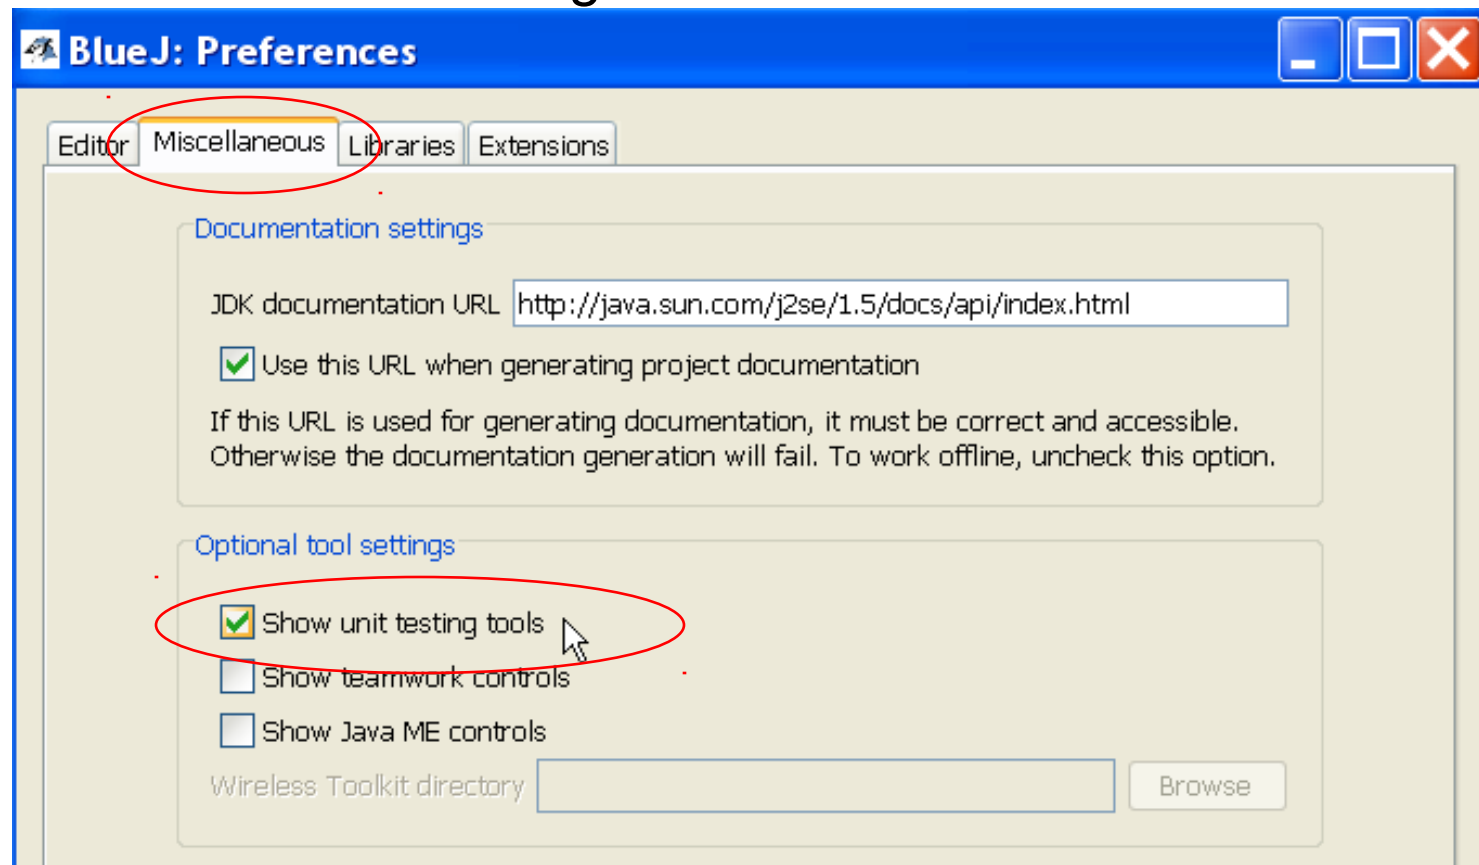 BlueJ: Preferences
Editor Miscellaneous Libraries Extensions
Documentation settings
JDK documentation URL http://java.sun.com/j2se/1.5/docs/api/index.html
Use this URL when generating project documentation
If this URL is used for generating documentation, it must be correct and accessible.
Otherwise the documentation generation will fail. To work offline, uncheck this option.
Optional tool settings
Show unit testing tools
Show teamwork controls
Show Java ME controls
Wireless Toolkit directory Browse